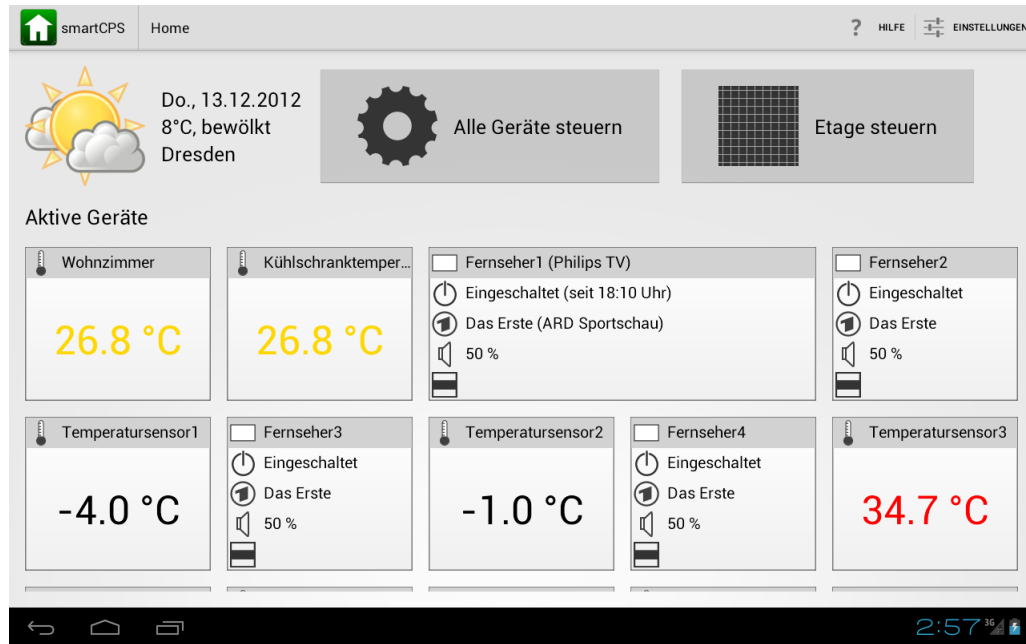 smartCPS Home ? HILFE EINSTELLUNGEN
Do., 13.12.2012
8°C, bewölkt
Dresden
Alle Geräte steuern
Etage steuern
Aktive Geräte
Wohnzimmer
26.8 °C
Kühlschranktemper...
26.8 °C
Fernseher1 (Philips TV)
Eingeschaltet (seit 18:10 Uhr)
Das Erste (ARD Sportschau)
50 %
Fernseher2
Eingeschaltet
Das Erste
50 %
Temperatursensor1
-4.0 °C
Fernseher3
Eingeschaltet
Das Erste
50 %
Temperatursensor2
-1.0 °C
Fernseher4
Eingeschaltet
Das Erste
50 %
Temperatursensor3
34.7 °C
2:57 3G